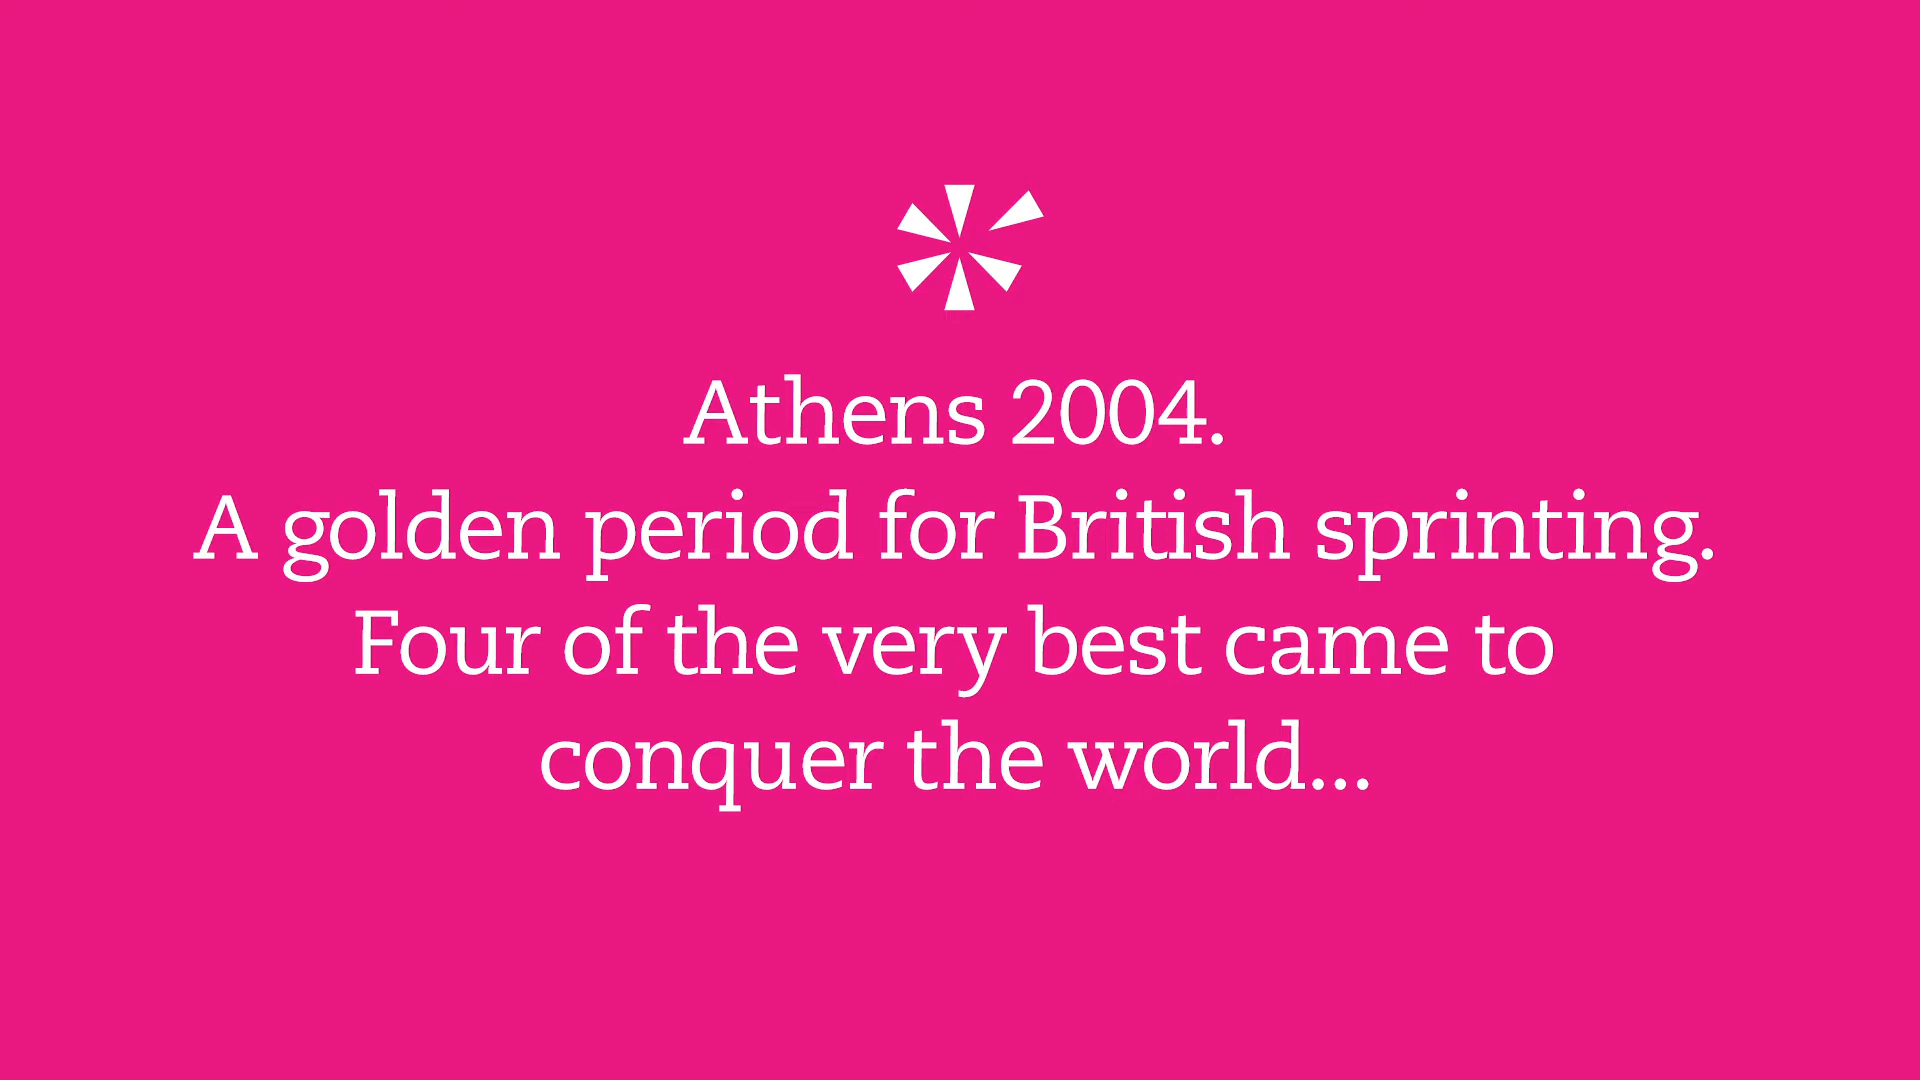 Athens 2004.
A golden period for British sprinting.
Four of the very best came to
conquer the world...